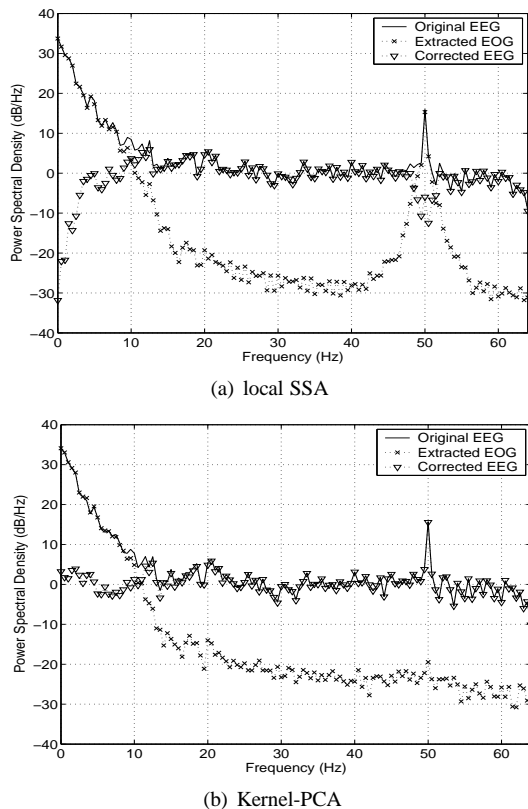 40
30
20
10
0
−10
−20
−30
−40
Power Spectral Density (dB/Hz)
Original EEG
Extracted EOG
Corrected EEG
0 10 20 30 40 50 60
Frequency (Hz)
(a) local SSA
40
30
20
10
0
−10
−20
−30
−40
Power Spectral Density (dB/Hz)
Original EEG
Extracted EOG
Corrected EEG
0 10 20 30 40 50 60
Frequency (Hz)
(b) Kernel-PCA